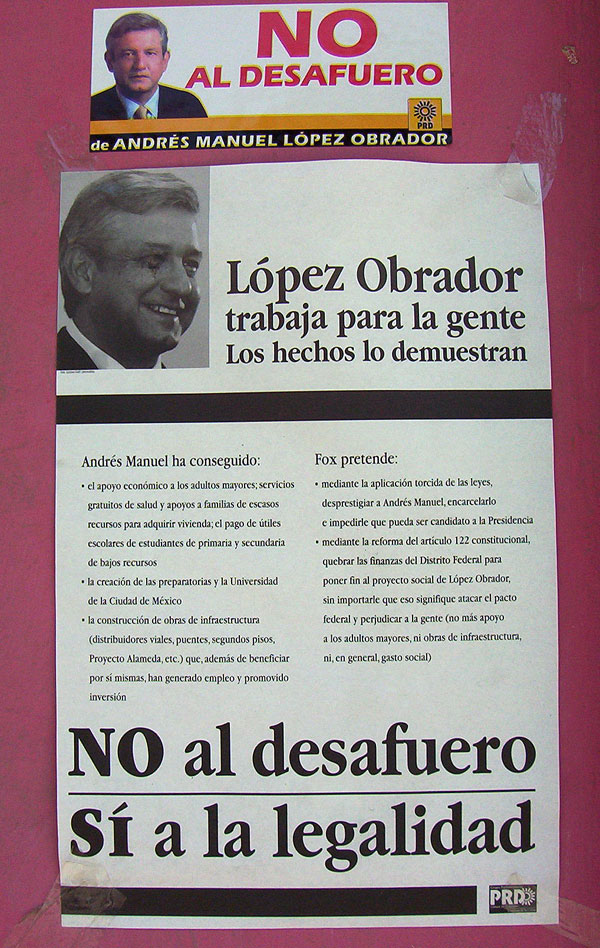 NO
AL DESAFUERO
PRD
de ANDRÉS MANUEL LÓPEZ OBRADOR
López Obrador
trabaja para la gente
Los hechos lo demuestran
Andrés Manuel ha conseguido:
• el apoyo económico a los adultos mayores; servicios
gratuitos de salud y apoyos a familias de escasos
recursos para adquirir vivienda; el pago de útiles
escolares de estudiantes de primaria y secundaria
de bajos recursos
• la creación de las preparatorias y la Universidad
de la Ciudad de México
• la construcción de obras de infraestructura
(distribuidores viales, puentes, segundos pisos,
Proyecto Alameda, etc.) que, además de beneficiar
por sí mismas, han generado empleo y promovido
inversión
Fox pretende:
• mediante la aplicación torcida de las leyes,
desprestigiar a Andrés Manuel, encarcelarlo
e impedirle que pueda ser candidato a la Presidencia
• mediante la reforma del artículo 122 constitucional,
quebrar las finanzas del Distrito Federal para
poner fin al proyecto social de López Obrador,
sin importarle que eso signifique atacar el pacto
federal y perjudicar a la gente (no más apoyo
a los adultos mayores, ni obras de infraestructura,
ni, en general, gasto social)
NO al desafuero
SÍ a la legalidad
PRD